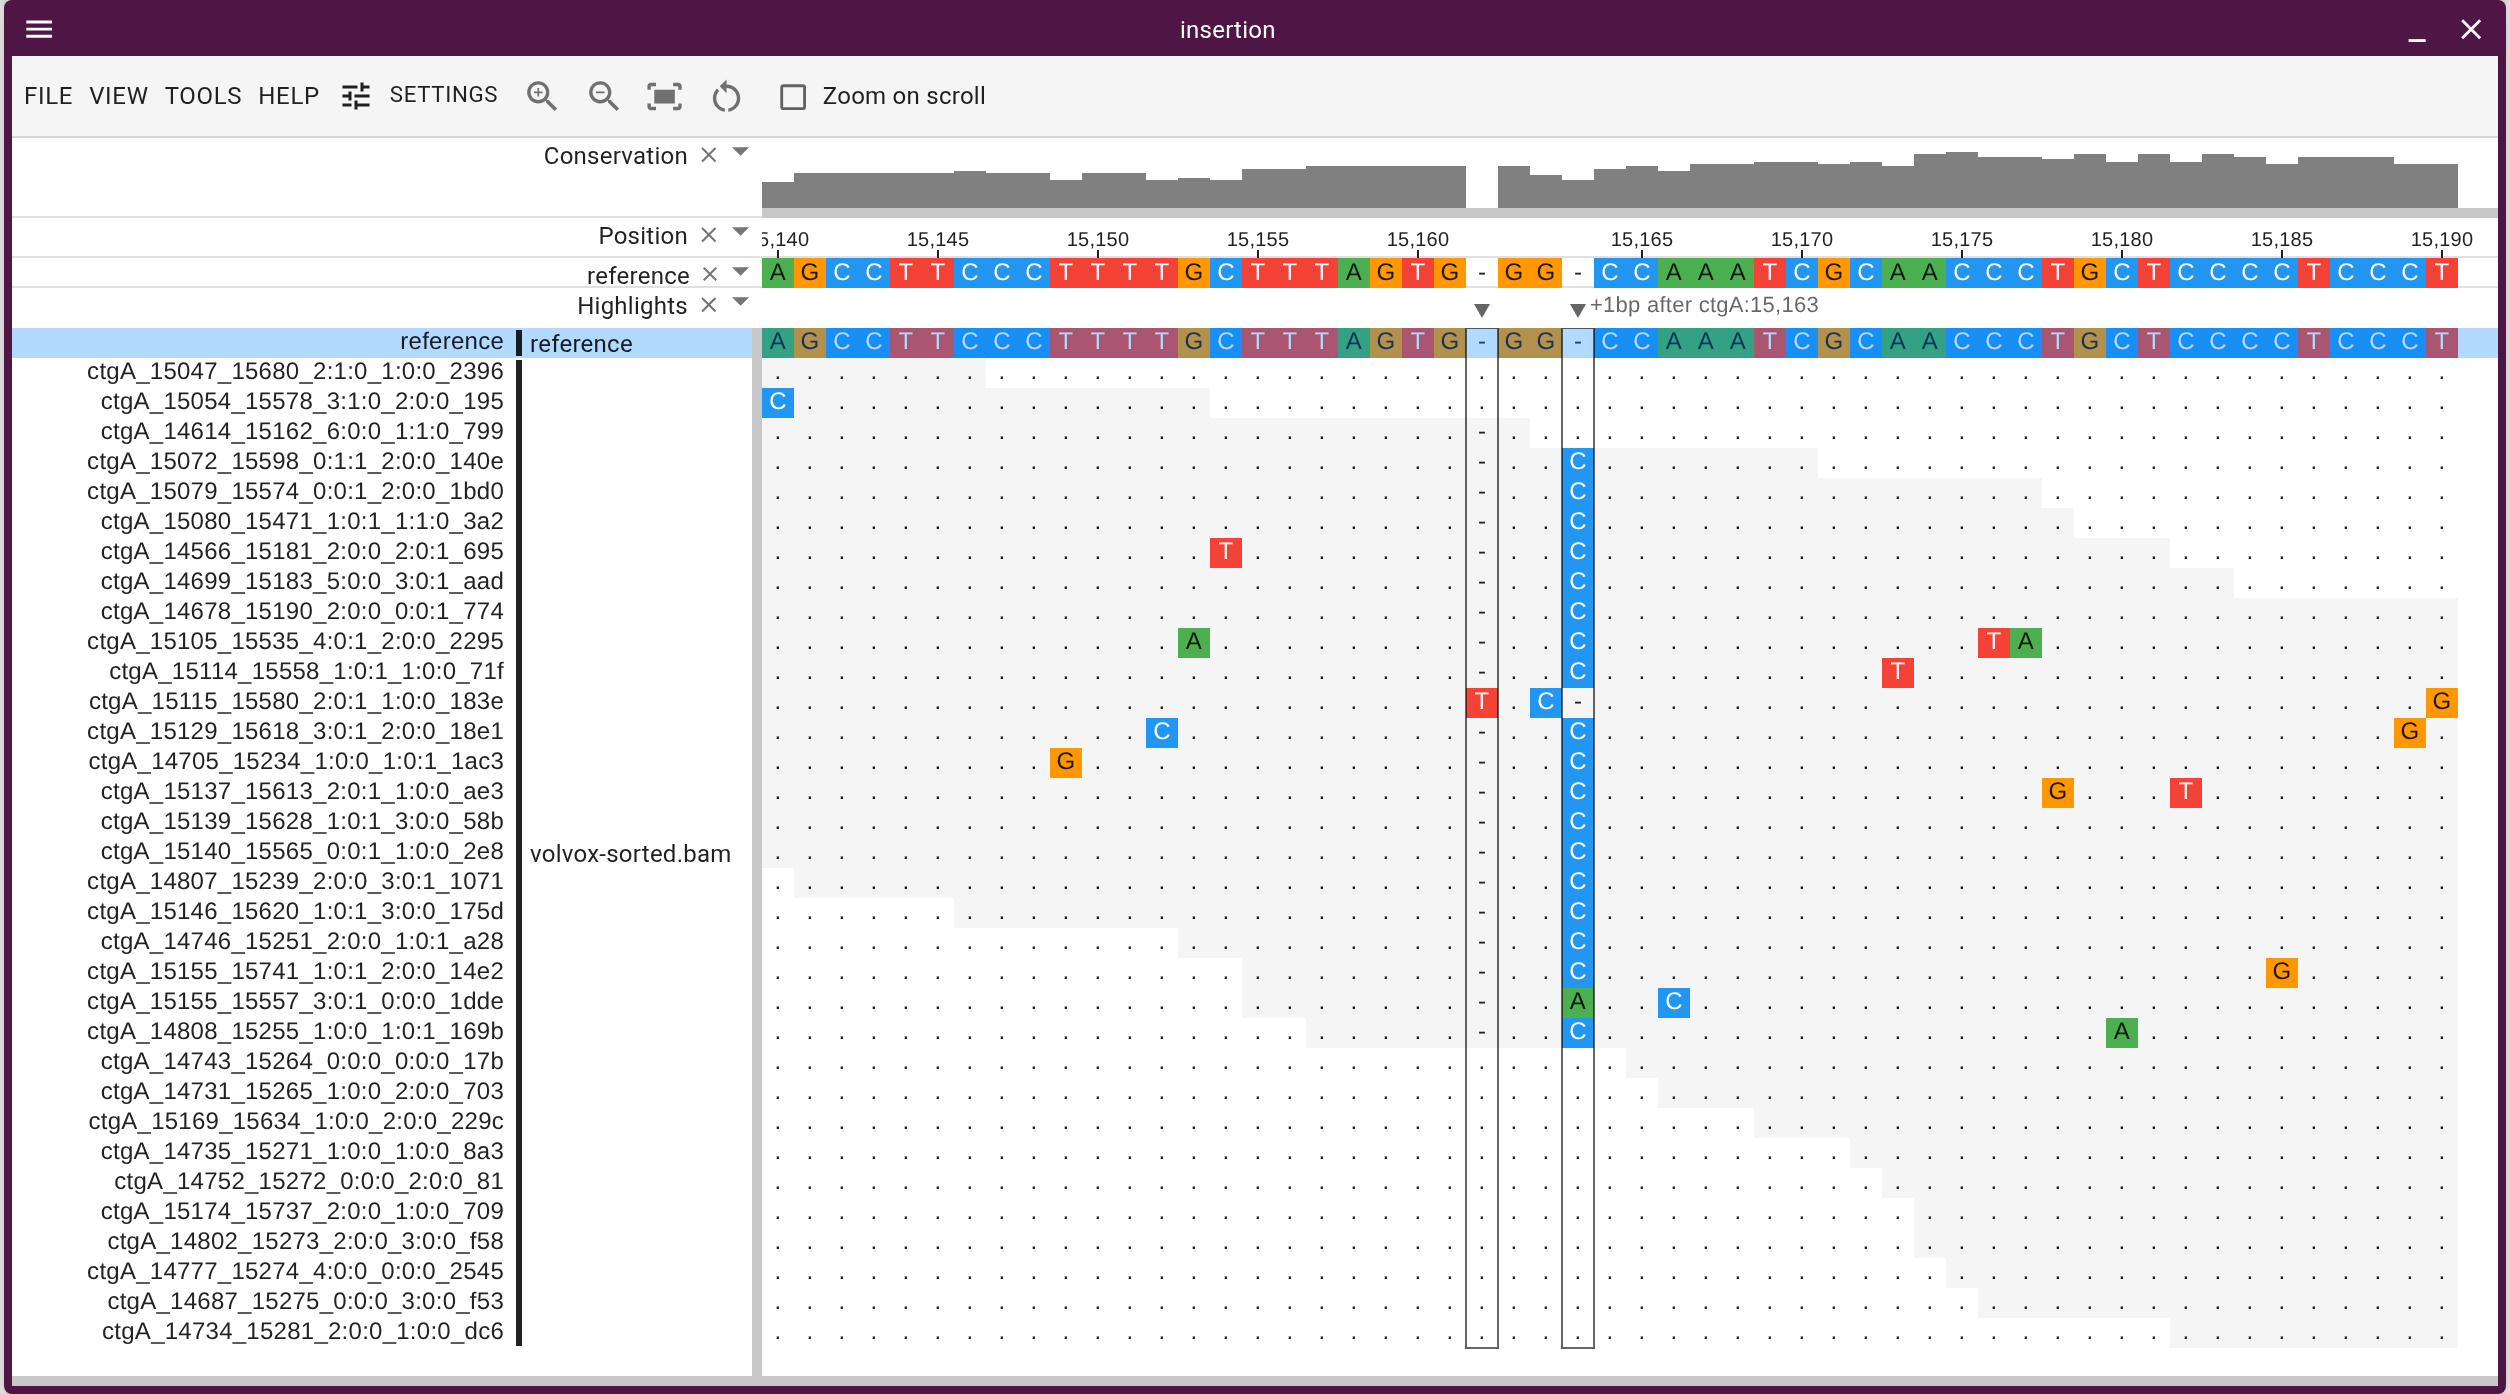 insertion
FILE VIEW TOOLS HELP SETTINGS Zoom on scroll
Conservation
Position 5,140 15,145 15,150 15,155 15,160 15,165 15,170 15,175 15,180 15,185 15,190
reference A G C C T T C C C T T T T G C T T T A G T G - G G - C C A A A T C G C A A C C C T G C T C C C C T C C C T
Highlights +1bp after ctgA:15,163
reference reference A G C C T T C C C T T T T G C T T T A G T G - G G - C C A A A T C G C A A C C C T G C T C C C C T C C C T
ctgA_15047_15680_2:1:0_1:0:0_2396
ctgA_15054_15578_3:1:0_2:0:0_195 C
ctgA_14614_15162_6:0:0_1:1:0_799 -
ctgA_15072_15598_0:1:1_2:0:0_140e - C
ctgA_15079_15574_0:0:1_2:0:0_1bd0 - C
ctgA_15080_15471_1:0:1_1:1:0_3a2 - C
ctgA_14566_15181_2:0:0_2:0:1_695 T - C
ctgA_14699_15183_5:0:0_3:0:1_aad - C
ctgA_14678_15190_2:0:0_0:0:1_774 - C
ctgA_15105_15535_4:0:1_2:0:0_2295 A - C T A
ctgA_15114_15558_1:0:1_1:0:0_71f - C T
ctgA_15115_15580_2:0:1_1:0:0_183e T C - G
ctgA_15129_15618_3:0:1_2:0:0_18e1 C - C G
ctgA_14705_15234_1:0:0_1:0:1_1ac3 G - C
ctgA_15137_15613_2:0:1_1:0:0_ae3 - C G T
ctgA_15139_15628_1:0:1_3:0:0_58b - C
ctgA_15140_15565_0:0:1_1:0:0_2e8 volvox-sorted.bam - C
ctgA_14807_15239_2:0:0_3:0:1_1071 - C
ctgA_15146_15620_1:0:1_3:0:0_175d - C
ctgA_14746_15251_2:0:0_1:0:1_a28 - C
ctgA_15155_15741_1:0:1_2:0:0_14e2 - C G
ctgA_15155_15557_3:0:1_0:0:0_1dde - A C
ctgA_14808_15255_1:0:0_1:0:1_169b - C A
ctgA_14743_15264_0:0:0_0:0:0_17b
ctgA_14731_15265_1:0:0_2:0:0_703
ctgA_15169_15634_1:0:0_2:0:0_229c
ctgA_14735_15271_1:0:0_1:0:0_8a3
ctgA_14752_15272_0:0:0_2:0:0_81
ctgA_15174_15737_2:0:0_1:0:0_709
ctgA_14802_15273_2:0:0_3:0:0_f58
ctgA_14777_15274_4:0:0_0:0:0_2545
ctgA_14687_15275_0:0:0_3:0:0_f53
ctgA_14734_15281_2:0:0_1:0:0_dc6